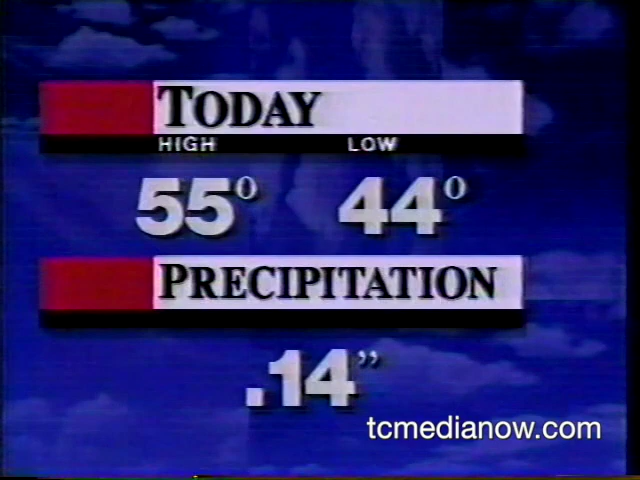 TODAY
HIGH LOW
55° 44°
PRECIPITATION
.14”
tcmedianow.com